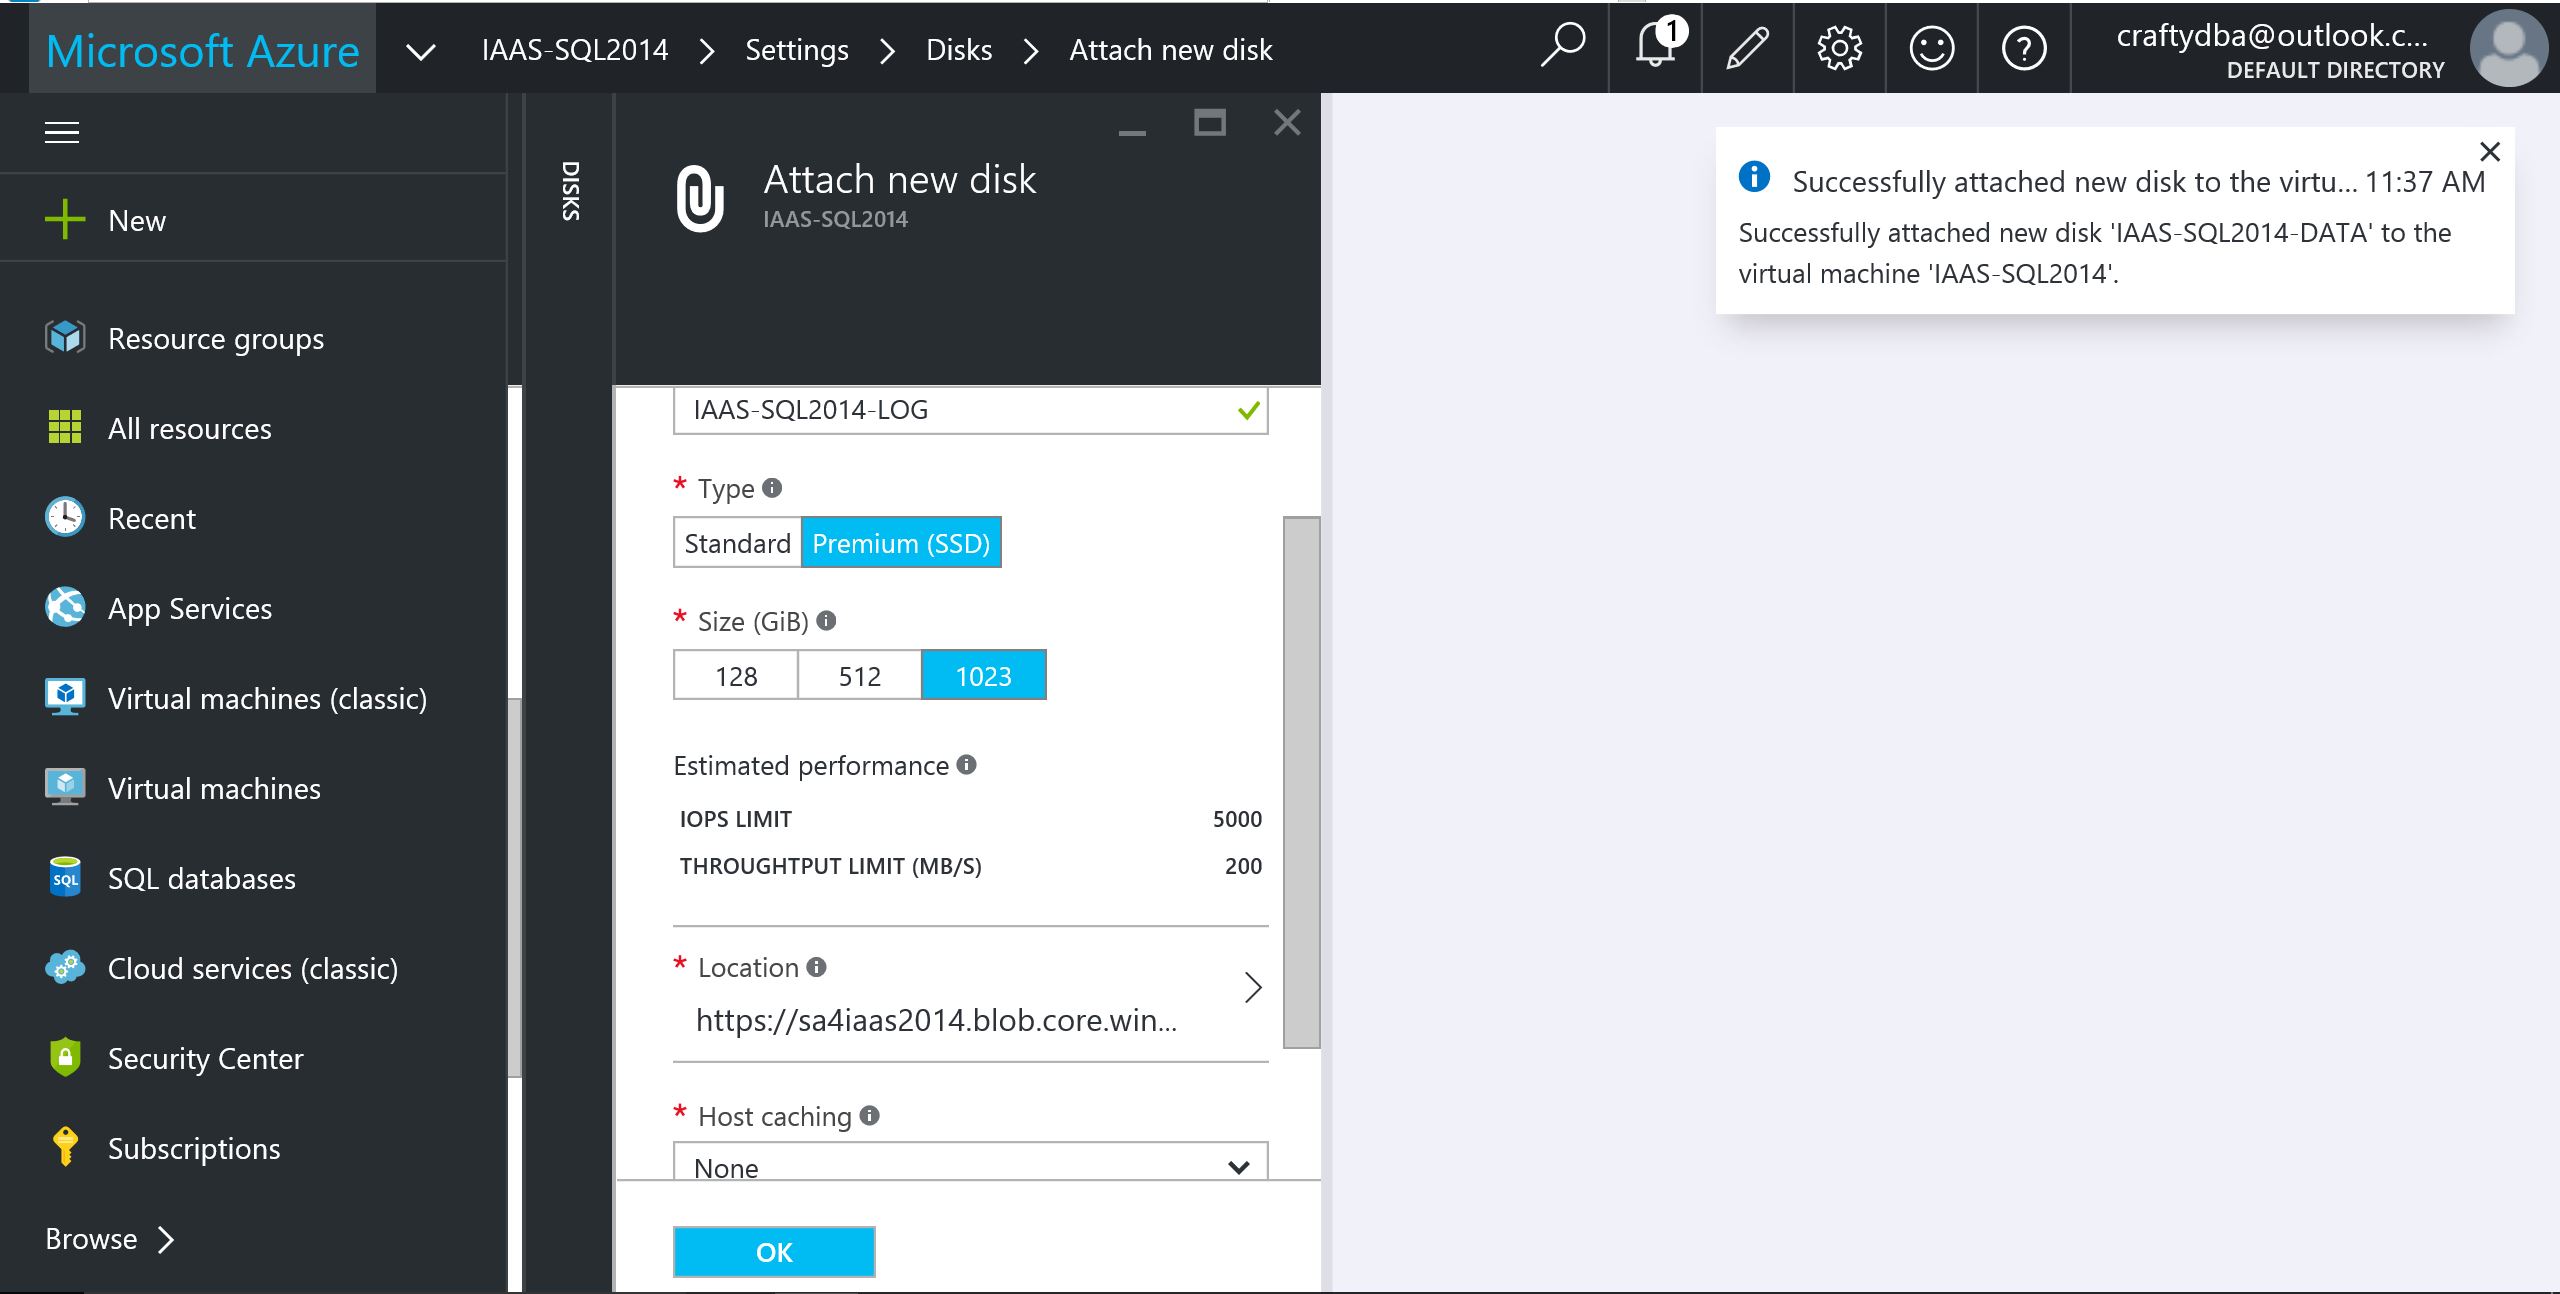 Microsoft Azure
IAAS-SQL2014 > Settings > Disks > Attach new disk
1
craftydba@outlook.c...
DEFAULT DIRECTORY
New
Resource groups
All resources
Recent
App Services
Virtual machines (classic)
Virtual machines
SQL
SQL databases
Cloud services (classic)
Security Center
Subscriptions
Browse >
DISKS
Attach new disk
IAAS-SQL2014
IAAS-SQL2014-LOG
* Type
Standard Premium (SSD)
* Size (GiB)
128 512 1023
Estimated performance
IOPS LIMIT 5000
THROUGHTPUT LIMIT (MB/S) 200
* Location
https://sa4iaas2014.blob.core.win...
* Host caching
None
OK
Successfully attached new disk to the virtu... 11:37 AM
Successfully attached new disk 'IAAS-SQL2014-DATA' to the
virtual machine 'IAAS-SQL2014'.